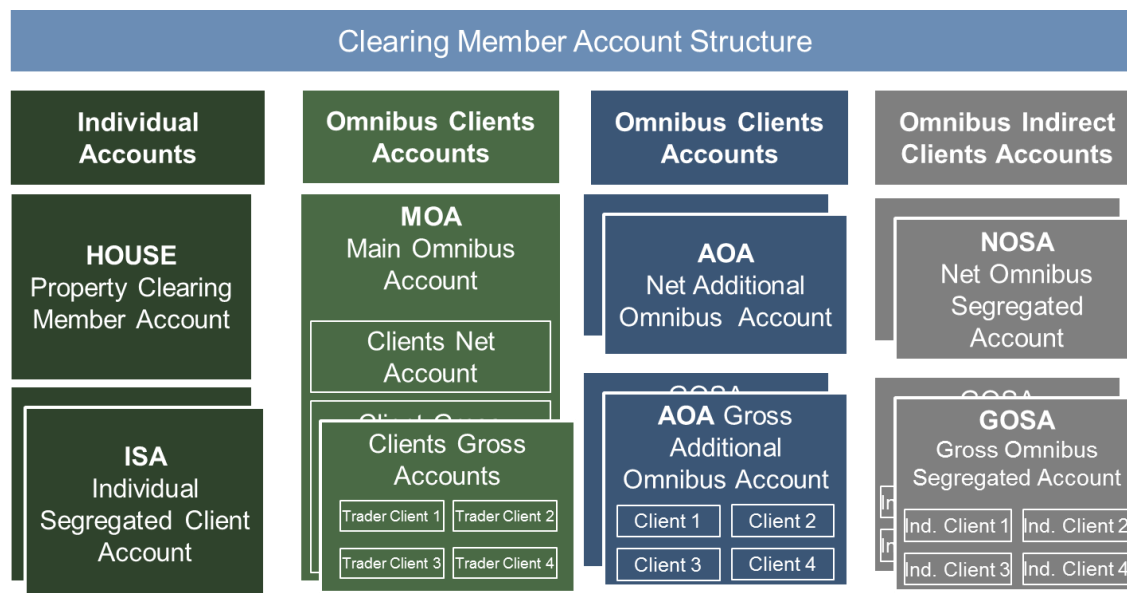 Clearing Member Account Structure
Individual
Accounts
HOUSE
Property Clearing
Member Account
ISA
Individual
Segregated Client
Account
Omnibus Clients
Accounts
MOA
Main Omnibus
Account
Clients Net
Account
Client Gross
Clients Gross
Accounts
Trader Client 1
Trader Client 2
Trader Client 3
Trader Client 4
Omnibus Clients
Accounts
AOA
Net Additional
Omnibus Account
GOSA
AOA Gross
Additional
Omnibus Account
Client 1
Client 2
Client 3
Client 4
Omnibus Indirect
Clients Accounts
NOSA
Net Omnibus
Segregated
Account
GOSA
GOSA
Gross Omnibus
Segregated Account
Ind. Client 1
Ind. Client 2
Ind. Client 3
Ind. Client 4